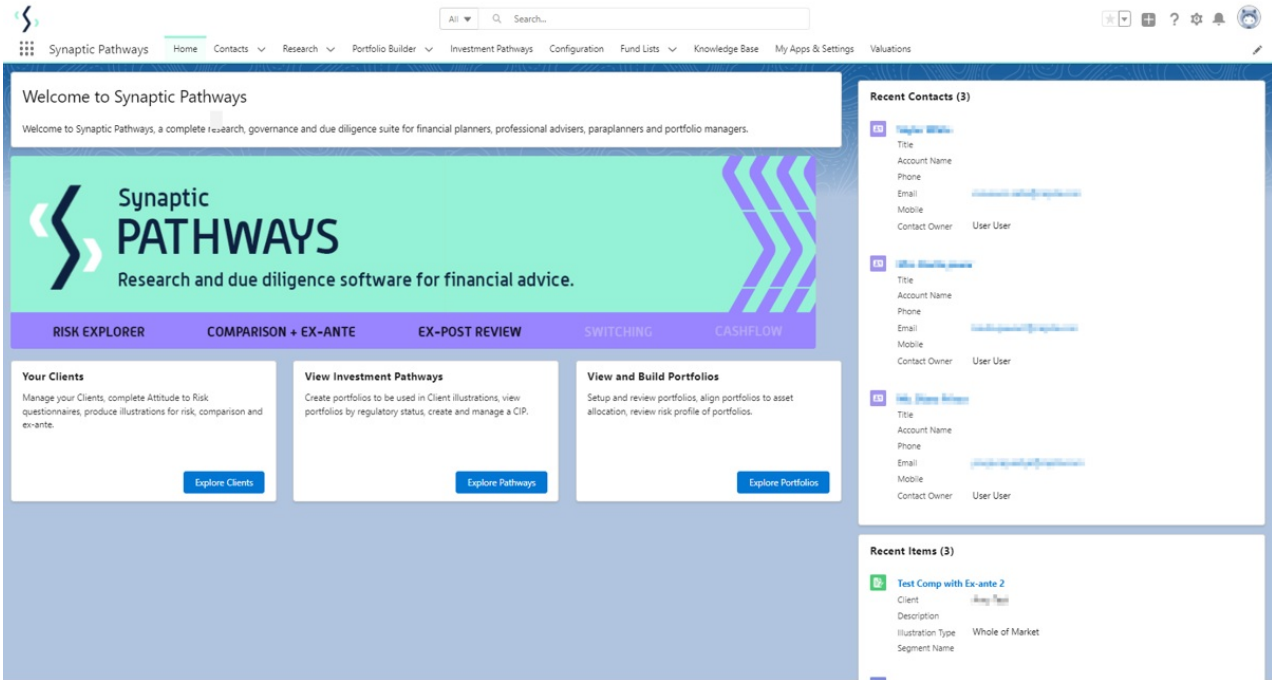 All
Search...
Synaptic Pathways
Home
Contacts
Research
Portfolio Builder
Investment Pathways
Configuration
Fund Lists
Knowledge Base
My Apps & Settings
Valuations
Welcome to Synaptic Pathways
Welcome to Synaptic Pathways, a complete research, governance and due diligence suite for financial planners, professional advisers, paraplanners and portfolio managers.
Synaptic
PATHWAYS
Research and due diligence software for financial advice.
RISK EXPLORER
COMPARISON + EX-ANTE
EX-POST REVIEW
SWITCHING
CASHFLOW
Your Clients
Manage your Clients, complete Attitude to Risk
questionnaires, produce illustrations for risk, comparison and
ex-ante.
Explore Clients
View Investment Pathways
Create portfolios to be used in Client illustrations, view
portfolios by regulatory status, create and manage a CIP.
Explore Pathways
View and Build Portfolios
Setup and review portfolios, align portfolios to asset
allocation, review risk profile of portfolios.
Explore Portfolios
Recent Contacts (3)
Title
Account Name
Phone
Email
Mobile
Contact Owner User User
Title
Account Name
Phone
Email
Mobile
Contact Owner User User
Title
Account Name
Phone
Email
Mobile
Contact Owner User User
Recent Items (3)
Test Comp with Ex-ante 2
Client
Description
Illustration Type Whole of Market
Segment Name